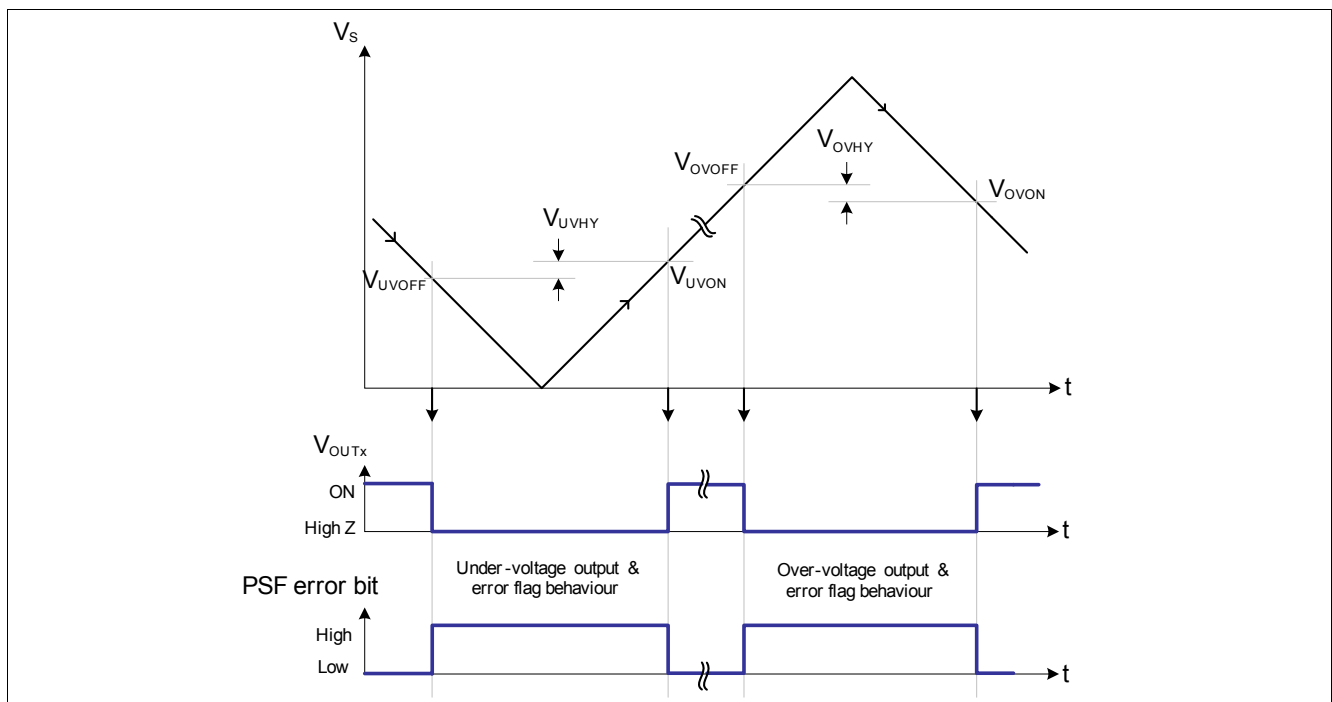 VS
VOVHY
VOVOFF
VOVON
VUVHY
VUVOFF
VUVON
t
VOUTx
ON
High Z
t
Under-voltage output &
error flag behaviour
Over-voltage output &
error flag behaviour
PSF error bit
High
Low
t